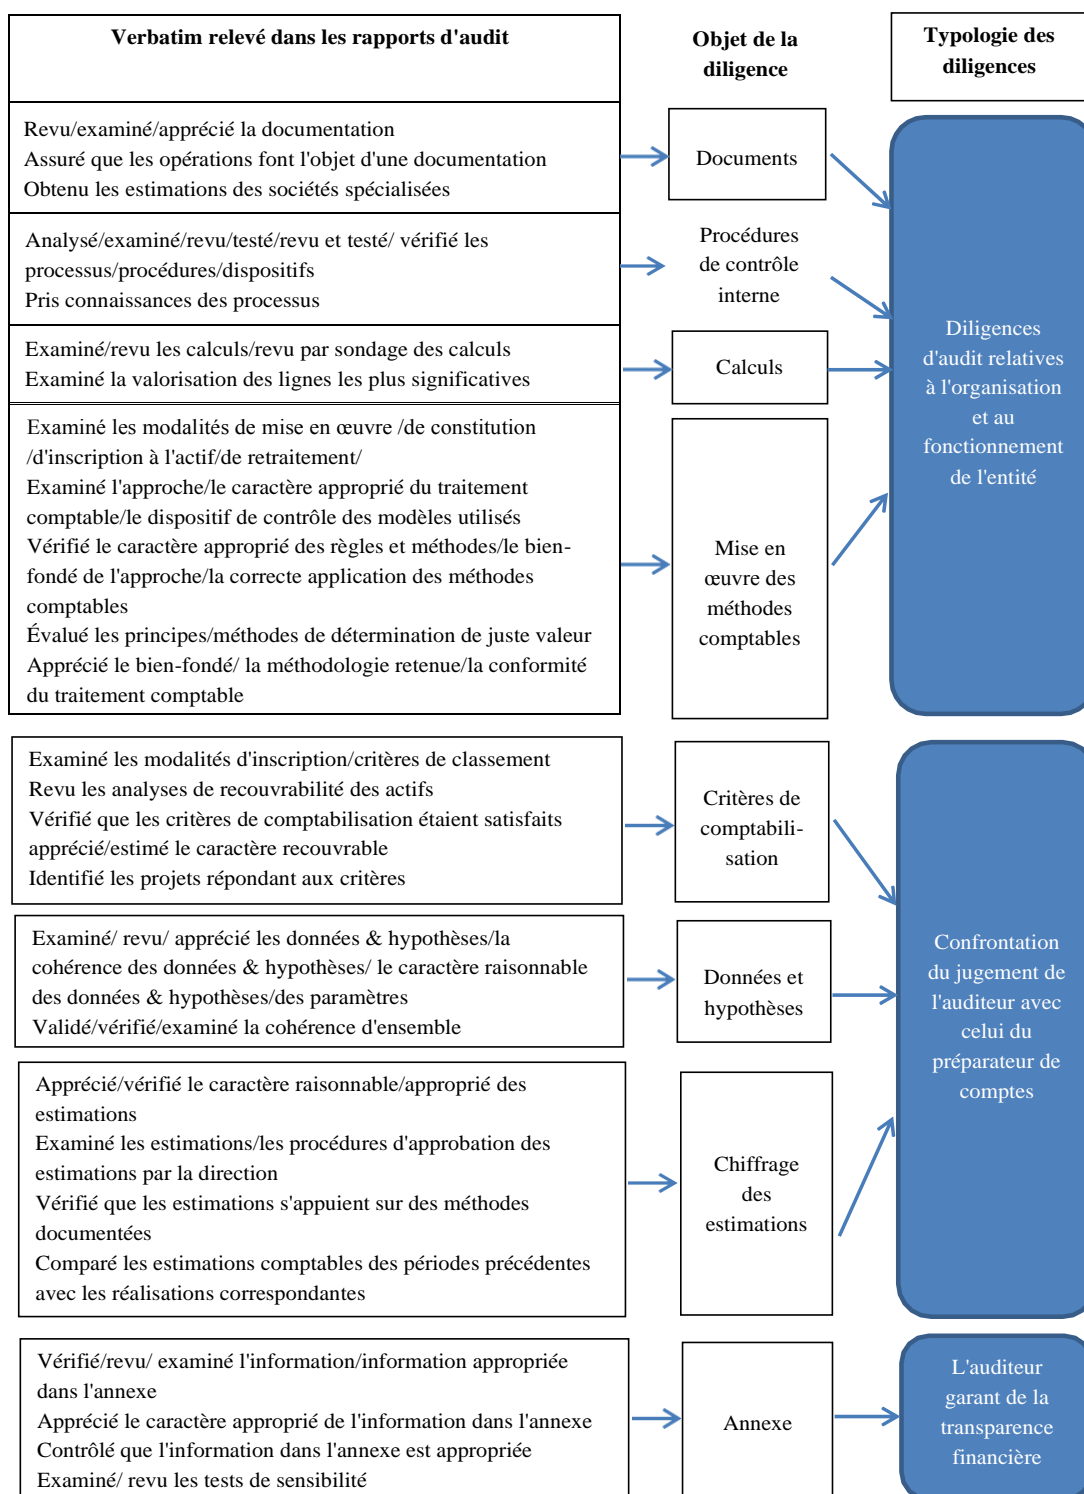 Verbatim relevé dans les rapports d'audit
Objet de la
diligence
Typologie des
diligences
Revu/examiné/apprécié la documentation
Assuré que les opérations font l'objet d'une documentation
Obtenu les estimations des sociétés spécialisées
Documents
Analysé/examiné/revu/testé/revu et testé/ vérifié les
processus/procédures/dispositifs
Pris connaissances des processus
Procédures
de contrôle
interne
Examiné/revu les calculs/revu par sondage des calculs
Examiné la valorisation des lignes les plus significatives
Calculs
Examiné les modalités de mise en œuvre /de constitution
/d'inscription à l'actif/de retraitement/
Examiné l'approche/le caractère approprié du traitement
comptable/le dispositif de contrôle des modèles utilisés
Vérifié le caractère approprié des règles et méthodes/le bien-
fondé de l'approche/la correcte application des méthodes
comptables
Évalué les principes/méthodes de détermination de juste valeur
Apprécié le bien-fondé/ la méthodologie retenue/la conformité
du traitement comptable
Mise en
œuvre des
méthodes
comptables
Diligences
d'audit relatives
à l'organisation
et au
fonctionnement
de l'entité
Examiné les modalités d'inscription/critères de classement
Revu les analyses de recouvrabilité des actifs
Vérifié que les critères de comptabilisation étaient satisfaits
apprécié/estimé le caractère recouvrable
Identifié les projets répondant aux critères
Critères de
comptabili-
sation
Examiné/ revu/ apprécié les données & hypothèses/la
cohérence des données & hypothèses/ le caractère raisonnable
des données & hypothèses/des paramètres
Validé/vérifié/examiné la cohérence d'ensemble
Données et
hypothèses
Apprécié/vérifié le caractère raisonnable/approprié des
estimations
Examiné les estimations/les procédures d'approbation des
estimations par la direction
Vérifié que les estimations s'appuient sur des méthodes
documentées
Comparé les estimations comptables des périodes précédentes
avec les réalisations correspondantes
Chiffrage
des
estimations
Confrontation
du jugement de
l'auditeur avec
celui du
préparateur de
comptes
Vérifié/revu/ examiné l'information/information appropriée
dans l'annexe
Apprécié le caractère approprié de l'information dans l'annexe
Contrôlé que l'information dans l'annexe est appropriée
Examiné/ revu les tests de sensibilité
Annexe
L'auditeur
garant de la
transparence
financière